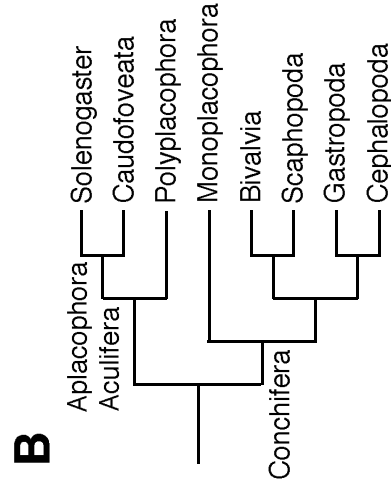 B
Solenogaster
Caudofoveata
Polyplacophora
Monoplacophora
Bivalvia
Scaphopoda
Gastropoda
Cephalopoda
Aplacophora
Aculifera
Conchifera